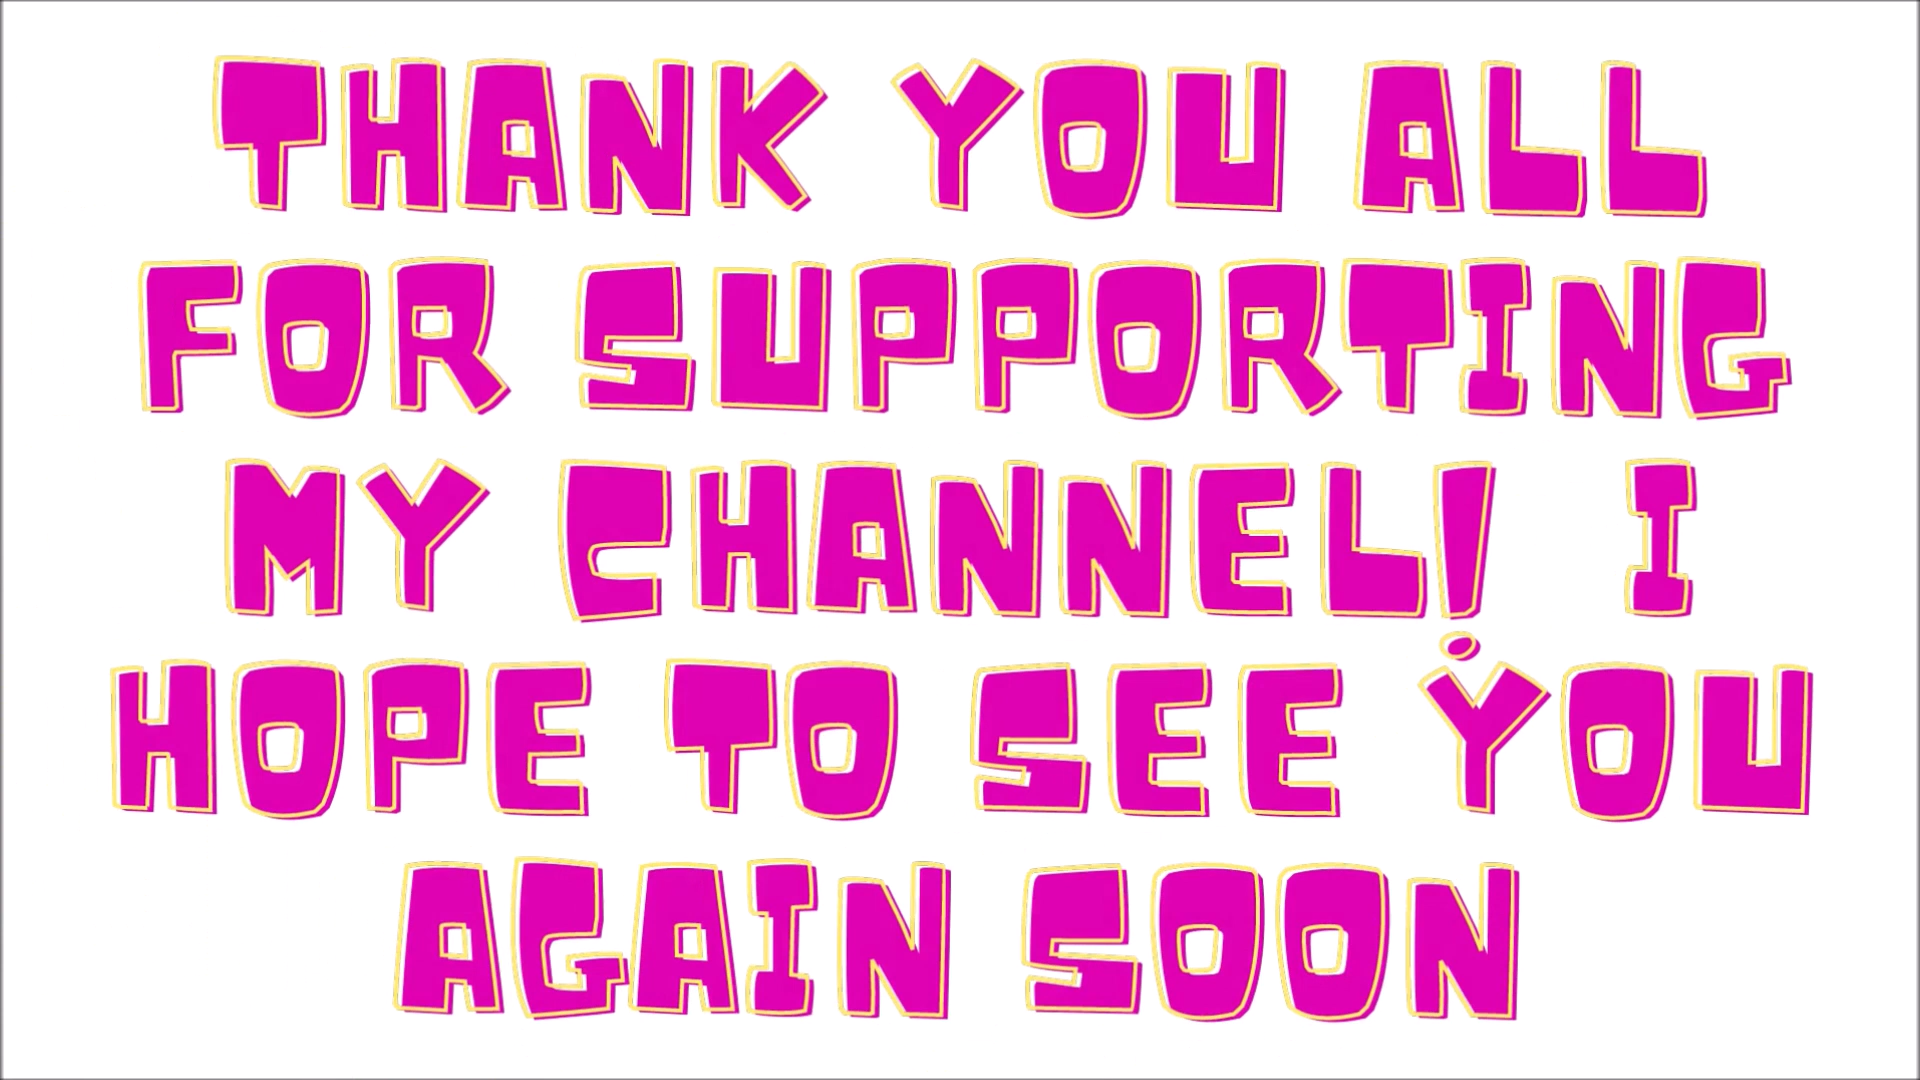 THANK YOU ALL
FOR SUPPORTING
MY CHANNEL! I
HOPE TO SEE YOU
AGAIN SOON